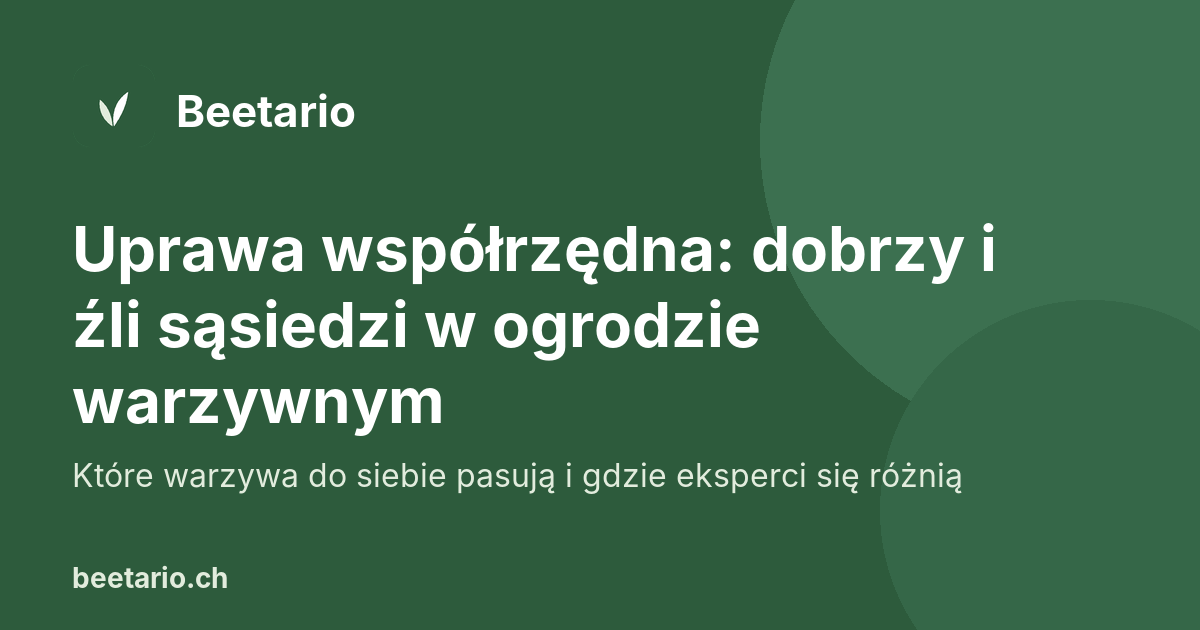 Beetario
Uprawa współrzędna: dobrzy i
źli sąsiedzi w ogrodzie
warzywnym
Które warzywa do siebie pasują i gdzie eksperci się różnią
beetario.ch